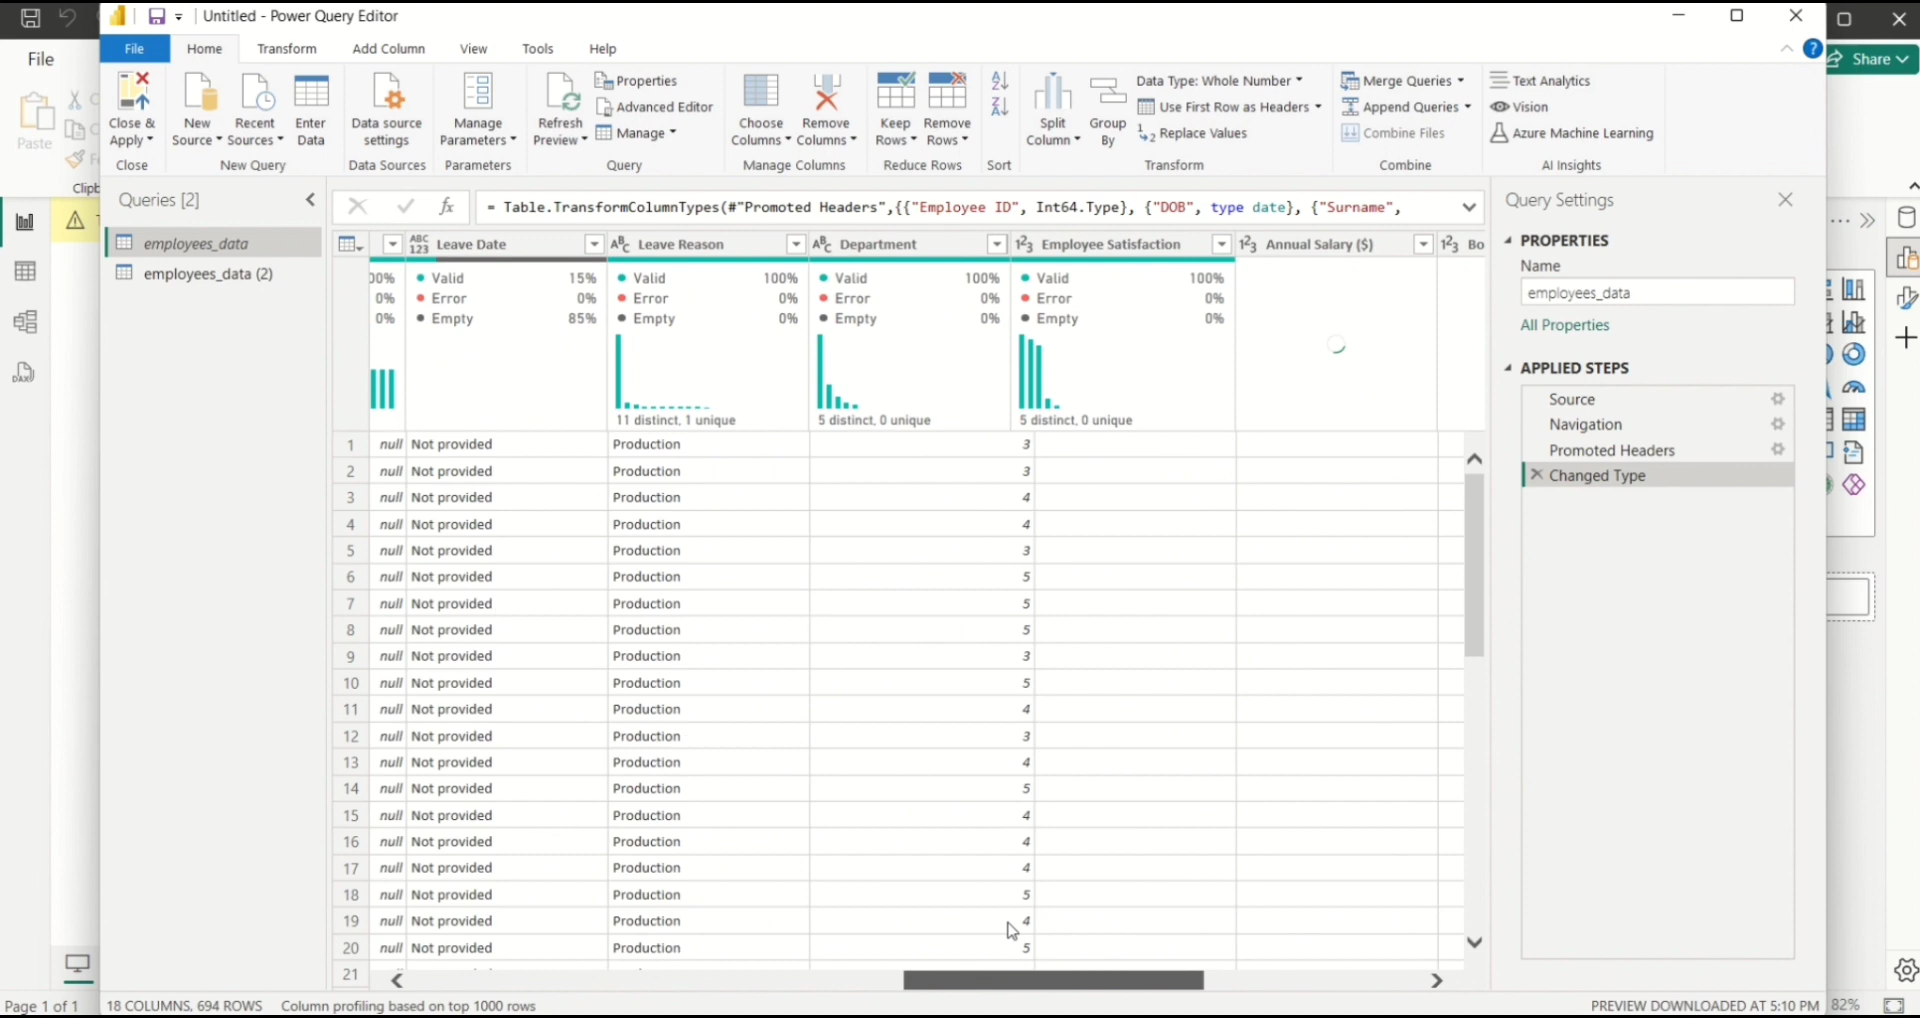 Untitled - Power Query Editor
File
Home
Transform
Add Column
View
Tools
Help
File
Share
Paste
Clipb
Close &
Apply
Close
New
Source
Recent
Sources
Enter
Data
New Query
Data source
settings
Data Sources
Manage
Parameters
Parameters
Refresh
Preview
Properties
Advanced Editor
Manage
Query
Choose
Columns
Remove
Columns
Manage Columns
Keep
Rows
Remove
Rows
Reduce Rows
Sort
Split
Column
Group
By
Data Type: Whole Number
Use First Row as Headers
Replace Values
Transform
Merge Queries
Append Queries
Combine Files
Combine
Text Analytics
Vision
Azure Machine Learning
AI Insights
Queries [2]
employees_data
employees_data (2)
= Table.TransformColumnTypes(#"Promoted Headers",{{"Employee ID", Int64.Type}, {"DOB", type date}, {"Surname",
ABC 123 Leave Date
ABC Leave Reason
ABC Department
123 Employee Satisfaction
123 Annual Salary ($)
123 Bo
00% Valid 15% Valid 100% Valid 100% Valid 100%
0% Error 0% Error 0% Error 0% Error 0%
0% Empty 85% Empty 0% Empty 0% Empty 0%
11 distinct, 1 unique
5 distinct, 0 unique
5 distinct, 0 unique
1 null Not provided Production 3
2 null Not provided Production 3
3 null Not provided Production 4
4 null Not provided Production 4
5 null Not provided Production 3
6 null Not provided Production 5
7 null Not provided Production 5
8 null Not provided Production 5
9 null Not provided Production 3
10 null Not provided Production 5
11 null Not provided Production 4
12 null Not provided Production 3
13 null Not provided Production 4
14 null Not provided Production 5
15 null Not provided Production 4
16 null Not provided Production 4
17 null Not provided Production 4
18 null Not provided Production 5
19 null Not provided Production 4
20 null Not provided Production 5
21
Query Settings
PROPERTIES
Name
employees_data
All Properties
APPLIED STEPS
Source
Navigation
Promoted Headers
Changed Type
DAX
Page 1 of 1
18 COLUMNS, 694 ROWS
Column profiling based on top 1000 rows
PREVIEW DOWNLOADED AT 5:10 PM
82%